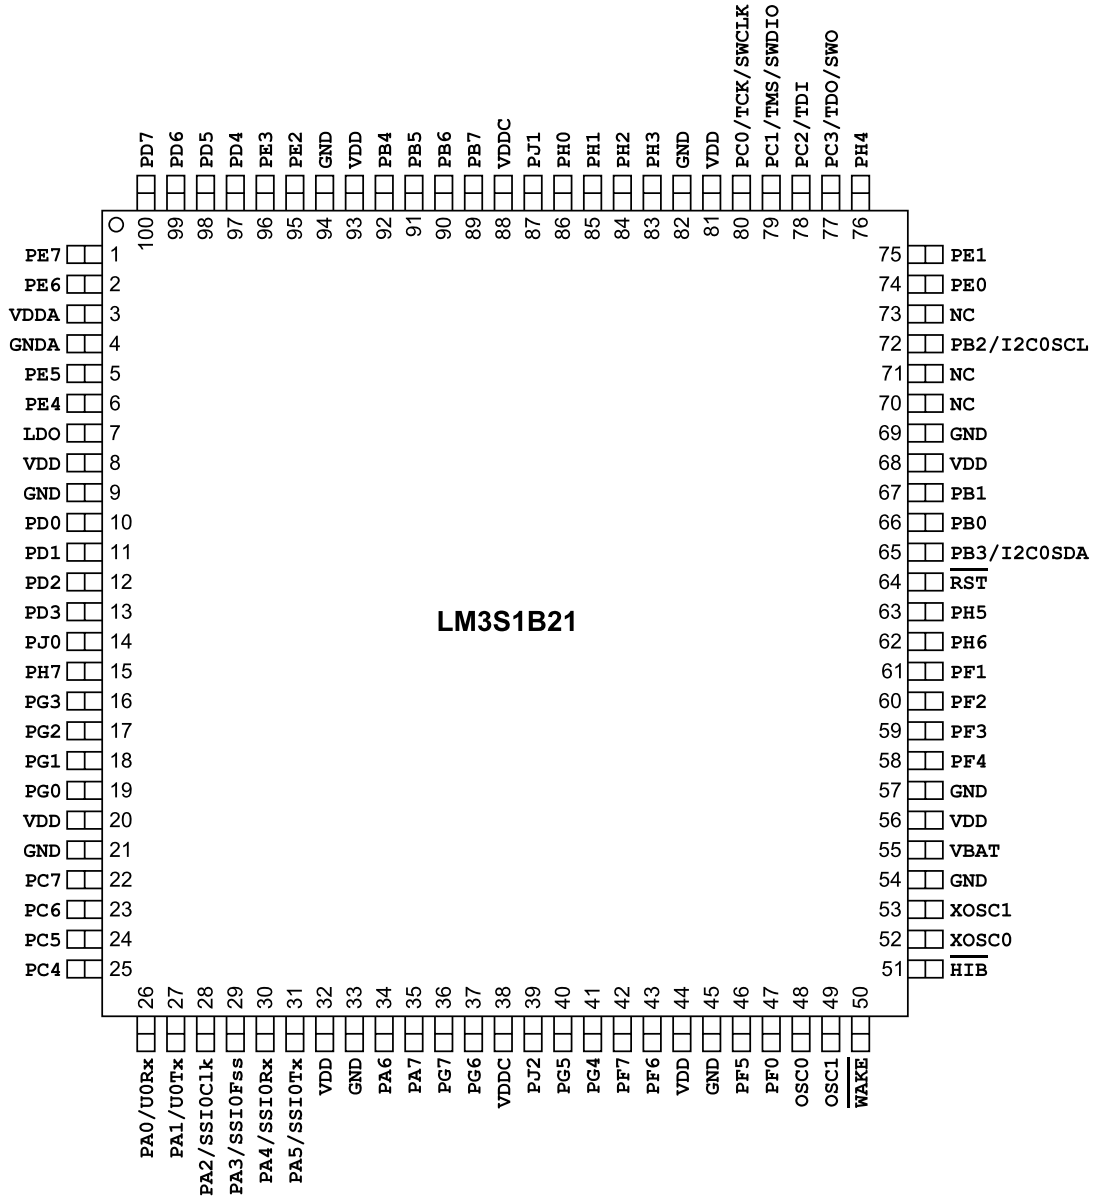 PD7 PD6 PD5 PD4 PE3 PE2 GND VDD PB4 PB5 PB6 PB7 VDDC PJ1 PH0 PH1 PH2 PH3 GND VDD PC0/TCK/SWCLK PC1/TMS/SWDIO PC2/TDI PC3/TDO/SWO PH4
100 99 98 97 96 95 94 93 92 91 90 89 88 87 86 85 84 83 82 81 80 79 78 77 76
PE7 1 75 PE1
PE6 2 74 PE0
VDDA 3 73 NC
GNDA 4 72 PB2/I2C0SCL
PE5 5 71 NC
PE4 6 70 NC
LDO 7 69 GND
VDD 8 68 VDD
GND 9 67 PB1
PD0 10 66 PB0
PD1 11 65 PB3/I2C0SDA
PD2 12 64 RST
PD3 13 63 PH5
LM3S1B21
PJ0 14 62 PH6
PH7 15 61 PF1
PG3 16 60 PF2
PG2 17 59 PF3
PG1 18 58 PF4
PG0 19 57 GND
VDD 20 56 VDD
GND 21 55 VBAT
PC7 22 54 GND
PC6 23 53 XOSC1
PC5 24 52 XOSC0
PC4 25 51 HIB
26 27 28 29 30 31 32 33 34 35 36 37 38 39 40 41 42 43 44 45 46 47 48 49 50
PA0/U0Rx PA1/U0Tx PA2/SSI0Clk PA3/SSI0Fss PA4/SSI0Rx PA5/SSI0Tx VDD GND PA6 PA7 PG7 PG6 VDDC PJ2 PG5 PG4 PF7 PF6 VDD GND PF5 PF0 OSC0 OSC1 WAKE